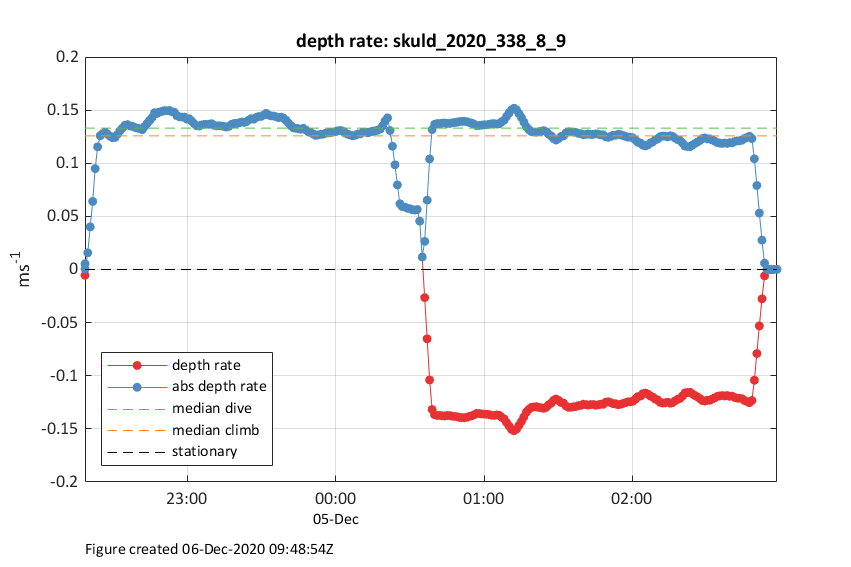 depth rate: skuld_2020_338_8_9
0.2
0.15
0.1
0.05
0
-0.05
-0.1
-0.15
-0.2
ms-1
depth rate
abs depth rate
median dive
median climb
stationary
23:00 00:00 01:00 02:00
05-Dec
Figure created 06-Dec-2020 09:48:54Z